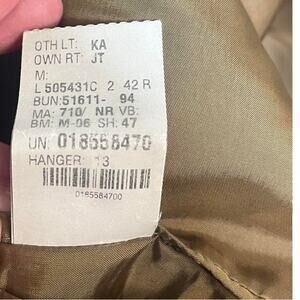 OTH LT: KA
OWN RT: JT
M:
L 505431C 2 42 R
BUN:51611- 94
MA: 710/ NR VB:
BM: M-06 SH: 47
UN: 018558470
HANGER: 13
0185584700